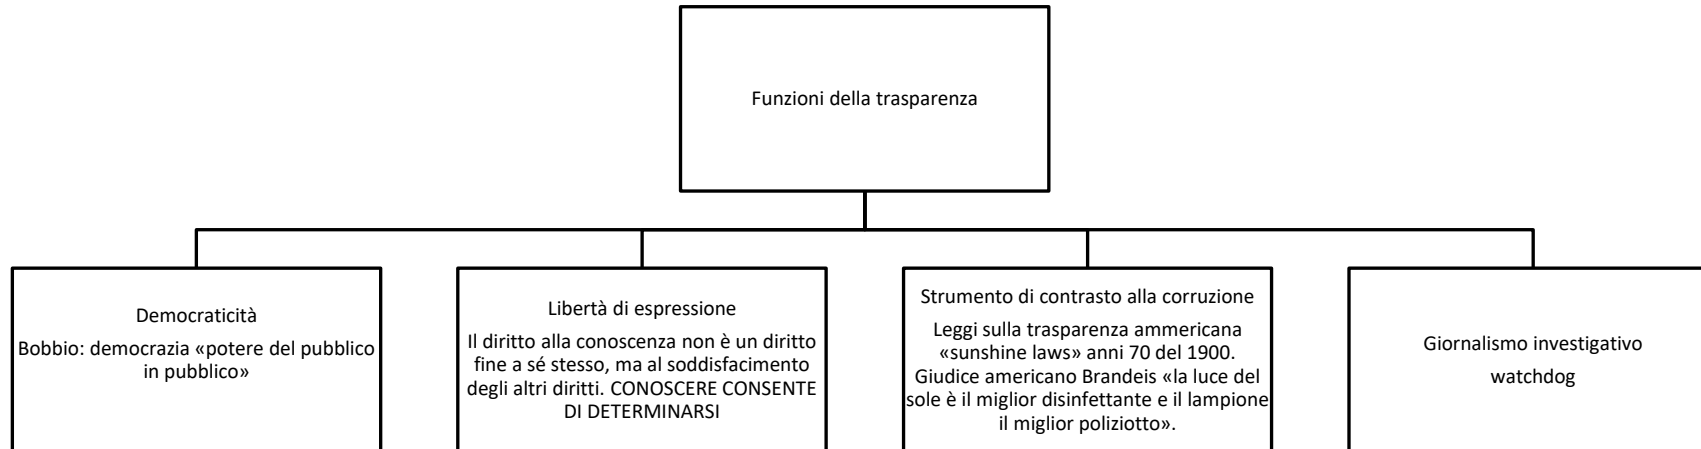 Funzioni della trasparenza
Democraticità
Bobbio: democrazia «potere del pubblico
in pubblico»
Libertà di espressione
Il diritto alla conoscenza non è un diritto
fine a sé stesso, ma al soddisfacimento
degli altri diritti. CONOSCERE CONSENTE
DI DETERMINARSI
Strumento di contrasto alla corruzione
Leggi sulla trasparenza ammericana
«sunshine laws» anni 70 del 1900.
Giudice americano Brandeis «la luce del
sole è il miglior disinfettante e il lampione
il miglior poliziotto».
Giornalismo investigativo
watchdog